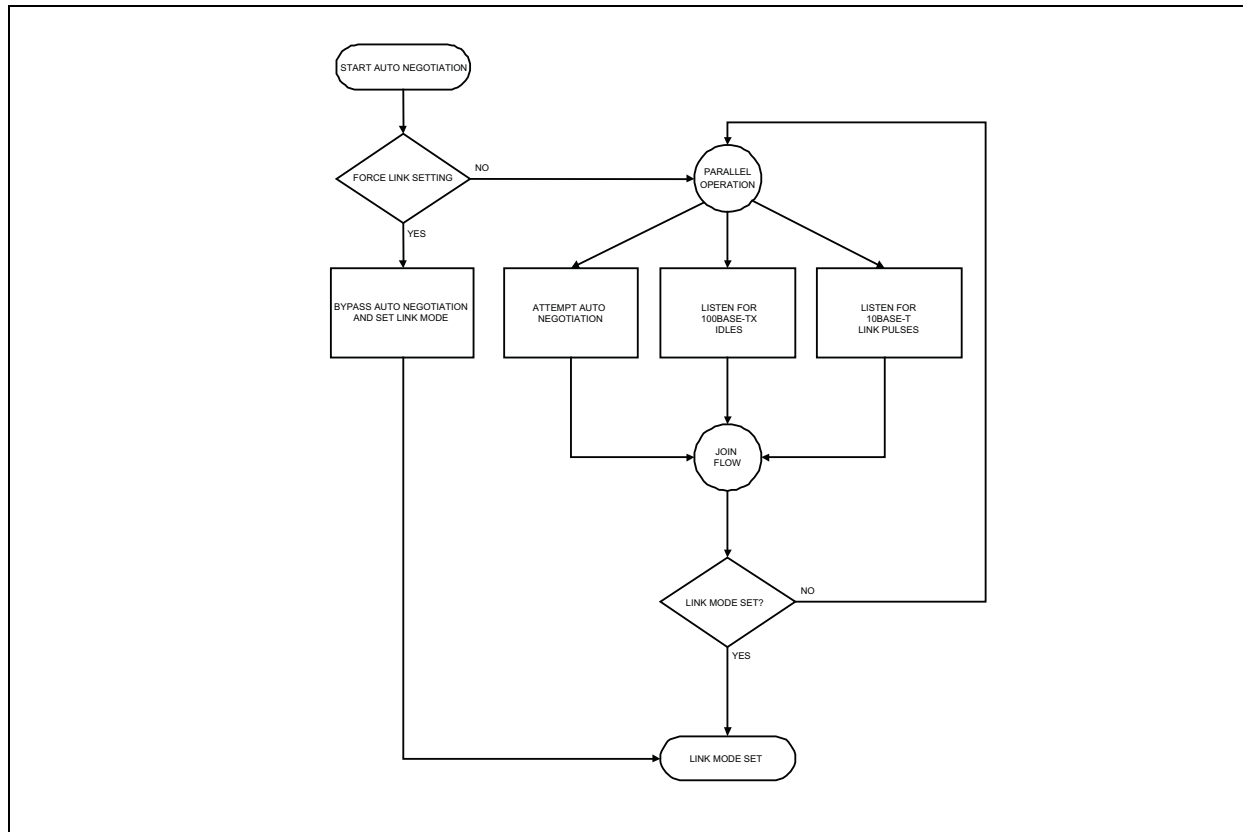 START AUTO NEGOTIATION
FORCE LINK SETTING
NO
YES
PARALLEL
OPERATION
BYPASS AUTO NEGOTIATION
AND SET LINK MODE
ATTEMPT AUTO
NEGOTIATION
LISTEN FOR
100BASE-TX
IDLES
LISTEN FOR
10BASE-T
LINK PULSES
JOIN
FLOW
LINK MODE SET?
NO
YES
LINK MODE SET